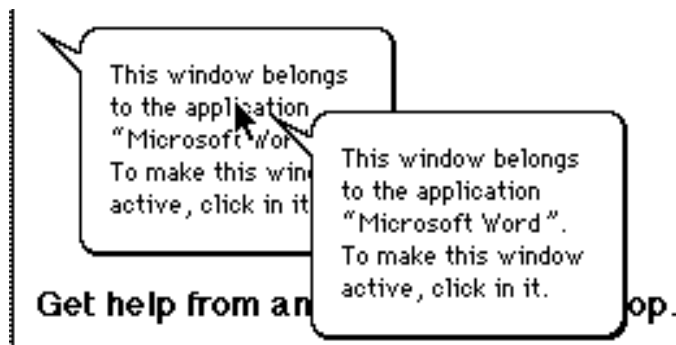 This window belongs
to the application
“Microsoft Wor
To make this win
active, click in it
This window belongs
to the application
“Microsoft Word”.
To make this window
active, click in it.
Get help from an op.